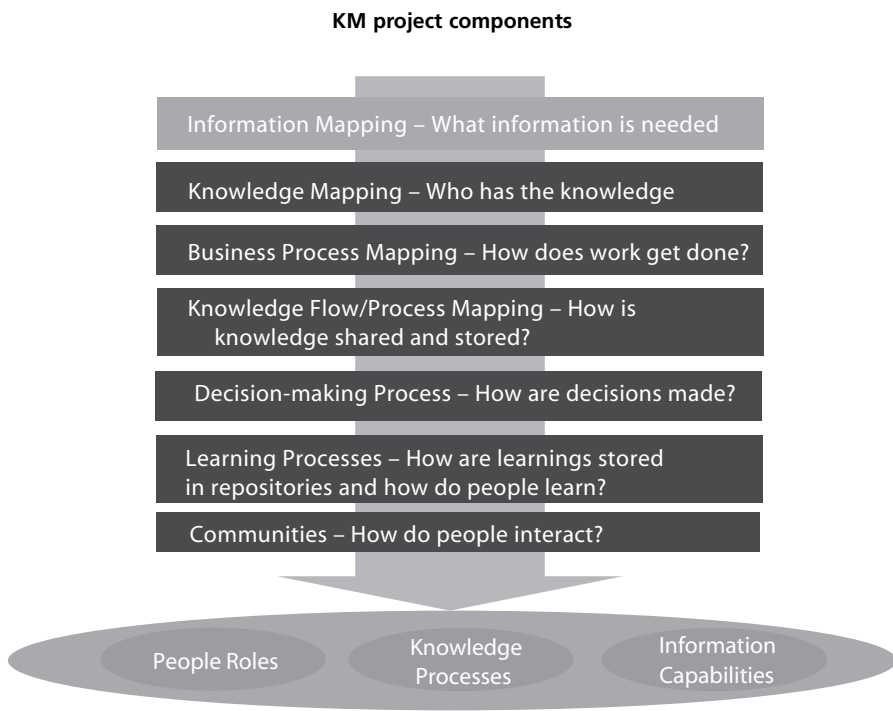 KM project components
Information Mapping – What information is needed
Knowledge Mapping – Who has the knowledge
Business Process Mapping – How does work get done?
Knowledge Flow/Process Mapping – How is
knowledge shared and stored?
Decision-making Process – How are decisions made?
Learning Processes – How are learnings stored
in repositories and how do people learn?
Communities – How do people interact?
People Roles
Knowledge
Processes
Information
Capabilities